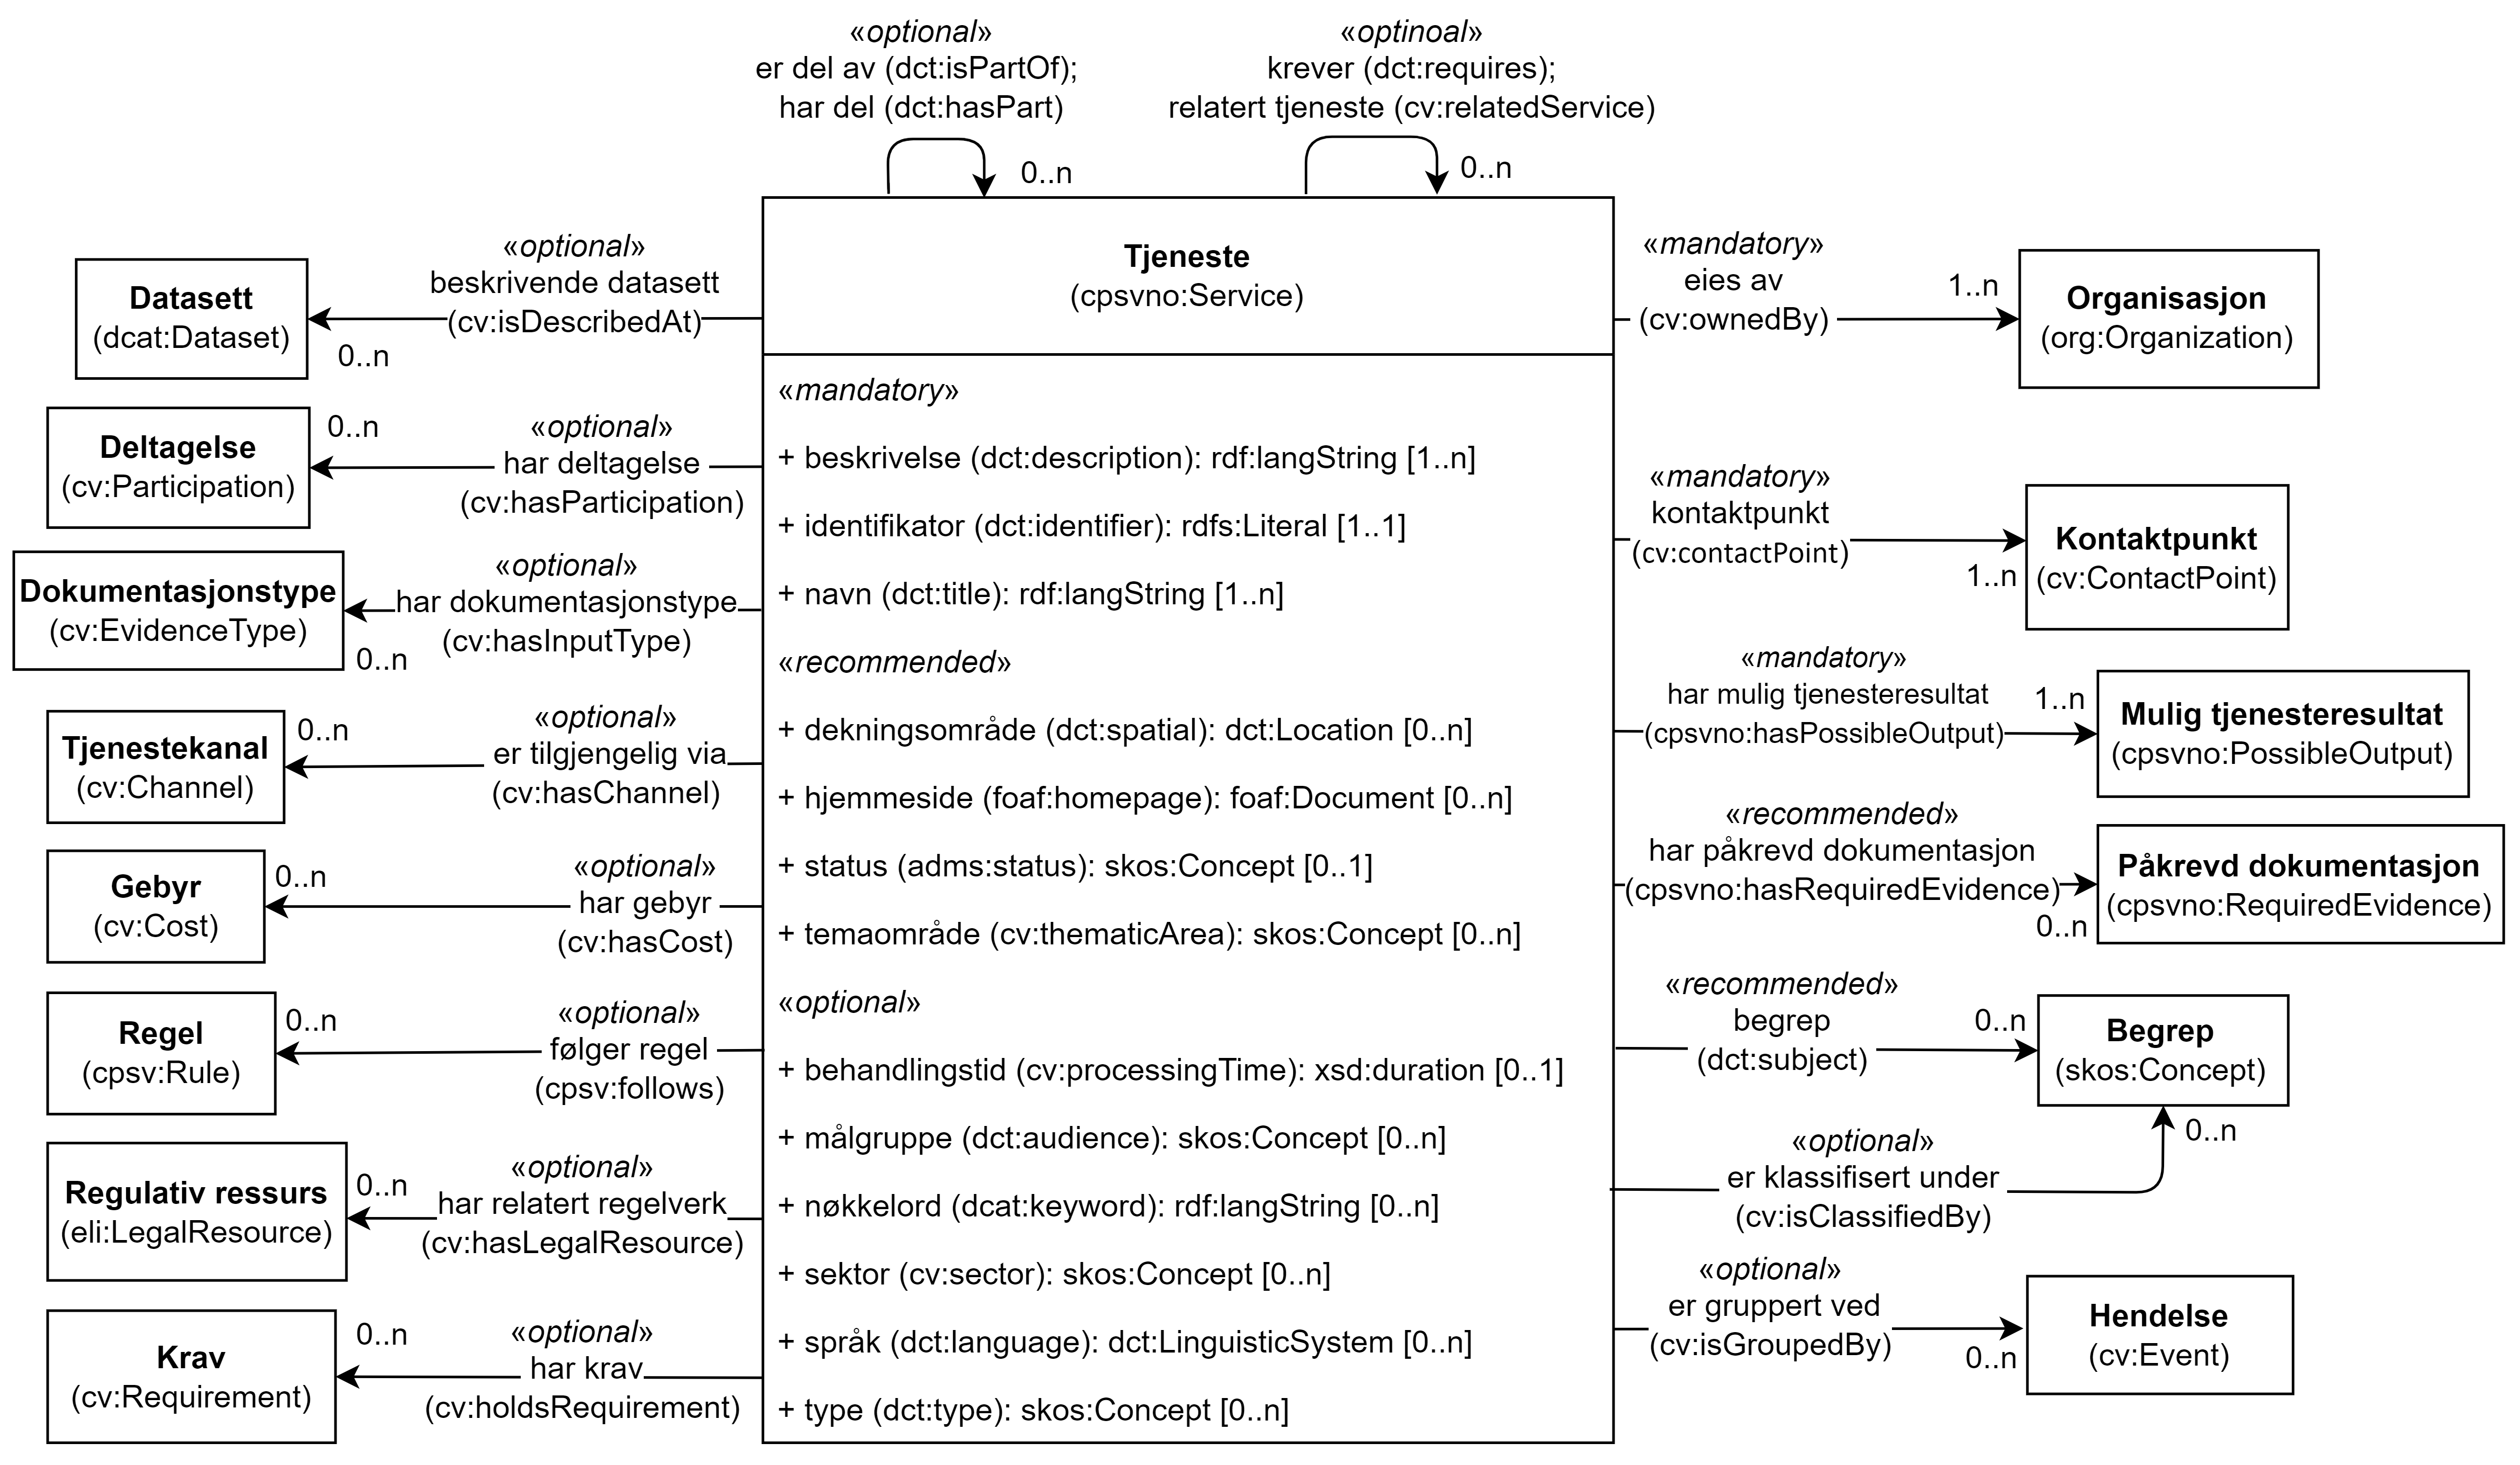 «optional»
er del av (dct:isPartOf);
har del (dct:hasPart)
0..n
«optinoal»
krever (dct:requires);
relatert tjeneste (cv:relatedService)
0..n
Tjeneste
(cpsvno:Service)
«mandatory»
+ beskrivelse (dct:description): rdf:langString [1..n]
+ identifikator (dct:identifier): rdfs:Literal [1..1]
+ navn (dct:title): rdf:langString [1..n]
«recommended»
+ dekningsområde (dct:spatial): dct:Location [0..n]
+ hjemmeside (foaf:homepage): foaf:Document [0..n]
+ status (adms:status): skos:Concept [0..1]
+ temaområde (cv:thematicArea): skos:Concept [0..n]
«optional»
+ behandlingstid (cv:processingTime): xsd:duration [0..1]
+ målgruppe (dct:audience): skos:Concept [0..n]
+ nøkkelord (dcat:keyword): rdf:langString [0..n]
+ sektor (cv:sector): skos:Concept [0..n]
+ språk (dct:language): dct:LinguisticSystem [0..n]
+ type (dct:type): skos:Concept [0..n]
«optional»
beskrivende datasett
(cv:isDescribedAt)
0..n
Datasett
(dcat:Dataset)
«optional»
har deltagelse
(cv:hasParticipation)
0..n
Deltagelse
(cv:Participation)
«optional»
har dokumentasjonstype
(cv:hasInputType)
0..n
Dokumentasjonstype
(cv:EvidenceType)
«optional»
er tilgjengelig via
(cv:hasChannel)
0..n
Tjenestekanal
(cv:Channel)
«optional»
har gebyr
(cv:hasCost)
0..n
Gebyr
(cv:Cost)
«optional»
følger regel
(cpsv:follows)
0..n
Regel
(cpsv:Rule)
«optional»
har relatert regelverk
(cv:hasLegalResource)
0..n
Regulativ ressurs
(eli:LegalResource)
«optional»
har krav
(cv:holdsRequirement)
0..n
Krav
(cv:Requirement)
«mandatory»
eies av
(cv:ownedBy)
1..n
Organisasjon
(org:Organization)
«mandatory»
kontaktpunkt
(cv:contactPoint)
1..n
Kontaktpunkt
(cv:ContactPoint)
«mandatory»
har mulig tjenesteresultat
(cpsvno:hasPossibleOutput)
1..n
Mulig tjenesteresultat
(cpsvno:PossibleOutput)
«recommended»
har påkrevd dokumentasjon
(cpsvno:hasRequiredEvidence)
0..n
Påkrevd dokumentasjon
(cpsvno:RequiredEvidence)
«recommended»
begrep
(dct:subject)
0..n
Begrep
(skos:Concept)
«optional»
er klassifisert under
(cv:isClassifiedBy)
0..n
«optional»
er gruppert ved
(cv:isGroupedBy)
0..n
Hendelse
(cv:Event)